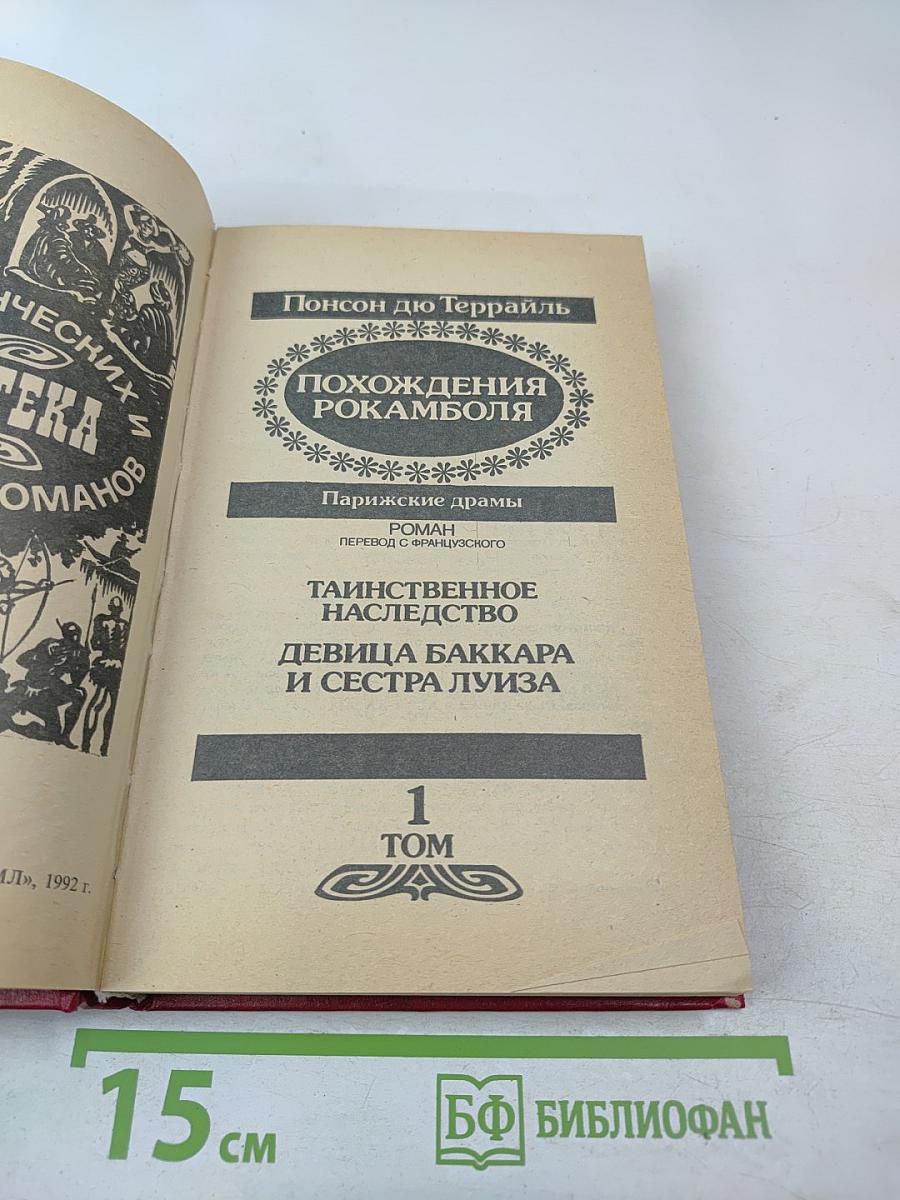 ЧЕСКИХ И
ТЕКА
РОМАНОВ
1992 г.
Понсон дю Террайль
ПОХОЖДЕНИЯ
РОКАМБОЛЯ
Парижские драмы
РОМАН
ПЕРЕВОД С ФРАНЦУЗСКОГО
ТАИНСТВЕННОЕ
НАСЛЕДСТВО
ДЕВИЦА БАККАРА
И СЕСТРА ЛУИЗА
1
ТОМ
15 см
БФ БИБЛИОФАН